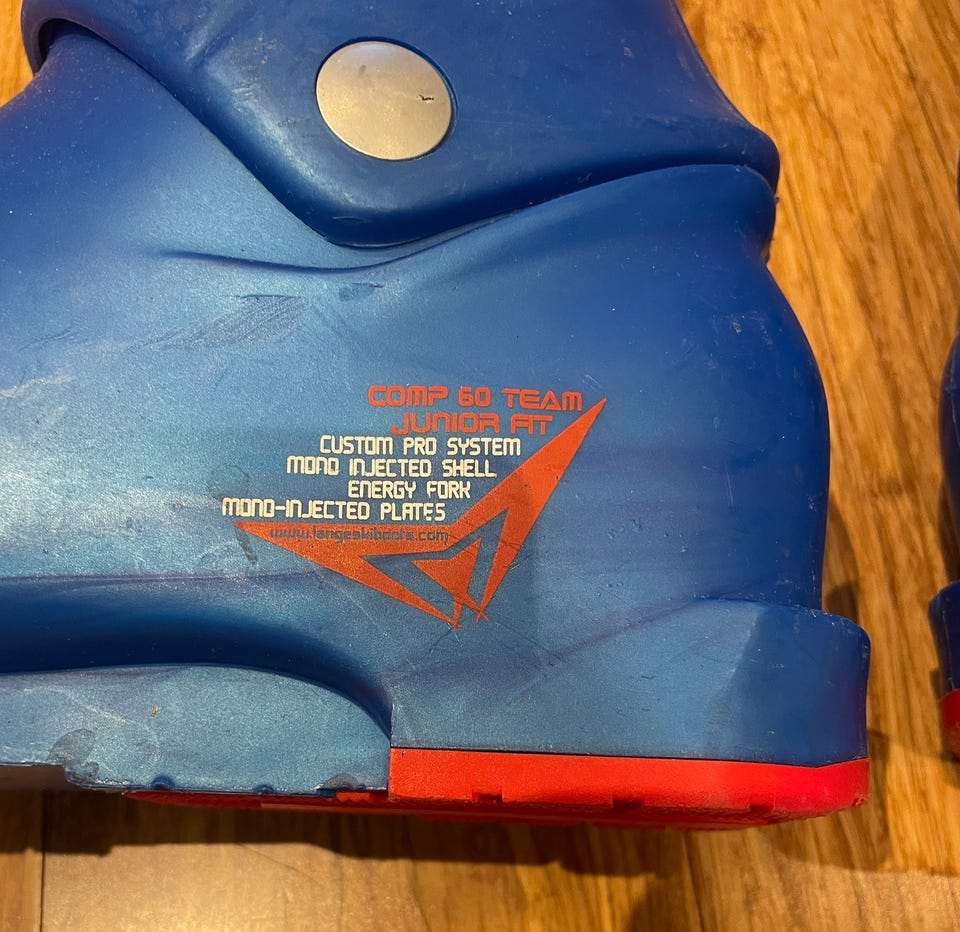 COMP 60 TEAM
JUNIOR FIT
CUSTOM PRO SYSTEM
MONO INJECTED SHELL
ENERGY FORK
MONO-INJECTED PLATES
www.langeskiboots.com